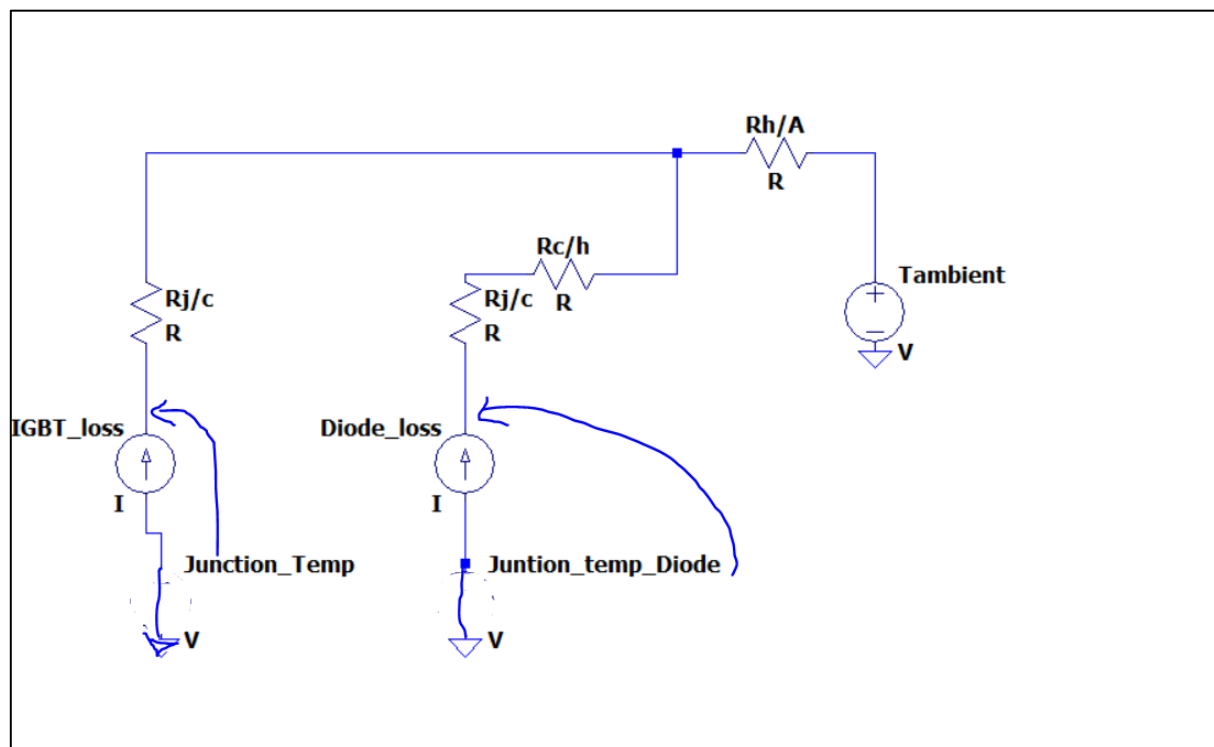 Rh/A
R
Rc/h
R
Tambient
Rj/c
R
Rj/c
R
V
IGBT_loss
Diode_loss
I
I
Junction_Temp
Juntion_temp_Diode
V
V